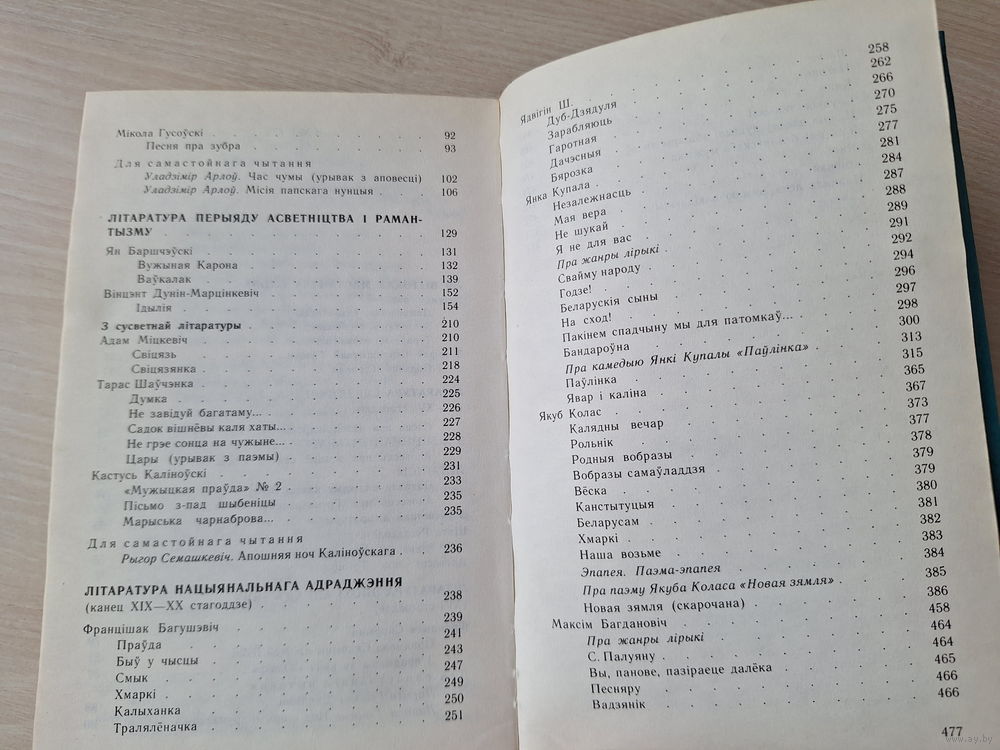 Мікола Гусоўскі . . . 92
Песня пра зубра . . . 93
Для самастойнага чытання
Уладзімір Арлоў. Час чумы (урывак з аповесці) 102
Уладзімір Арлоў. Місія папскага нунцыя . . . 106
ЛІТАРАТУРА ПЕРЫЯДУ АСВЕТНІЦТВА І РАМАН-
ТЫЗМУ . . . 129
Ян Баршчэўскі . . . 131
Вужыная Карона . . . 132
Ваўкалак . . . 139
Вінцэнт Дунін-Марцінкевіч . . . 152
Ідылія . . . 154
З сусветнай літаратуры . . . 210
Адам Міцкевіч . . . 210
Свіцязь . . . 211
Свіцязянка . . . 218
Тарас Шаўчэнка . . . 224
Думка . . . 225
Не завідуй багатаму... . . . 226
Садок вішнёвы каля хаты... . . . 227
Не грэе сонца на чужыне... . . . 228
Цары (урывак з паэмы) . . . 229
Кастусь Каліноўскі . . . 231
«Мужыцкая праўда» № 2 . . . 233
Пісьмо з-пад шыбеніцы . . . 235
Марыська чарнаброва... . . . 235
Для самастойнага чытання
Рыгор Семашкевіч. Апошняя ноч Каліноўскага . . . 236
ЛІТАРАТУРА НАЦЫЯНАЛЬНАГА АДРАДЖЭННЯ
(канец XIX—XX стагоддзе) . . . 238
Францішак Багушэвіч . . . 239
Праўда . . . 241
Быў у чысцы . . . 243
Смык . . . 247
Хмаркі . . . 249
Калыханка . . . 250
Траляленачка . . . 251
Ядвігін Ш. . . . 258
Дуб-Дзядуля . . . 262
Зарабляюць . . . 266
Гаротная . . . 270
Дачэсныя . . . 275
Бярозка . . . 277
Янка Купала . . . 281
Незалежнасць . . . 284
Мая вера . . . 287
Не шукай . . . 288
Я не для вас . . . 289
Пра жанры лірыкі . . . 291
Свайму народу . . . 292
Годзе! . . . 294
Беларускія сыны . . . 296
На сход! . . . 297
Пакінем спадчыну мы для патомкаў... . . . 298
Бандароўна . . . 300
Пра камедыю Янкі Купалы «Паўлінка» . . . 313
Паўлінка . . . 315
Явар і каліна . . . 365
Якуб Колас . . . 367
Калядны вечар . . . 373
Рольнік . . . 377
Родныя вобразы . . . 378
Вобразы самаўладдзя . . . 379
Вёска . . . 379
Канстытуцыя . . . 380
Беларусам . . . 381
Хмаркі . . . 382
Наша возьме . . . 383
Эпапея. Паэма-эпапея . . . 384
Пра паэму Якуба Коласа «Новая зямля» . . . 385
Новая зямля (скарочана) . . . 386
Максім Багдановіч . . . 458
Пра жанры лірыкі . . . 464
С. Палуяну . . . 464
Вы, панове, пазіраеце далёка . . . 465
Песняру . . . 466
Вадзянік . . . 466
477
www.ay.by